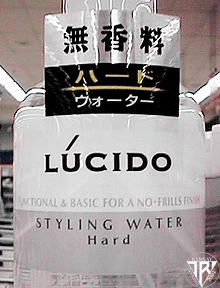 無香料
ハード
ウォーター
LÚCIDO
FUNCTIONAL & BASIC FOR A NO-FRILLS FINISH
STYLING WATER
Hard